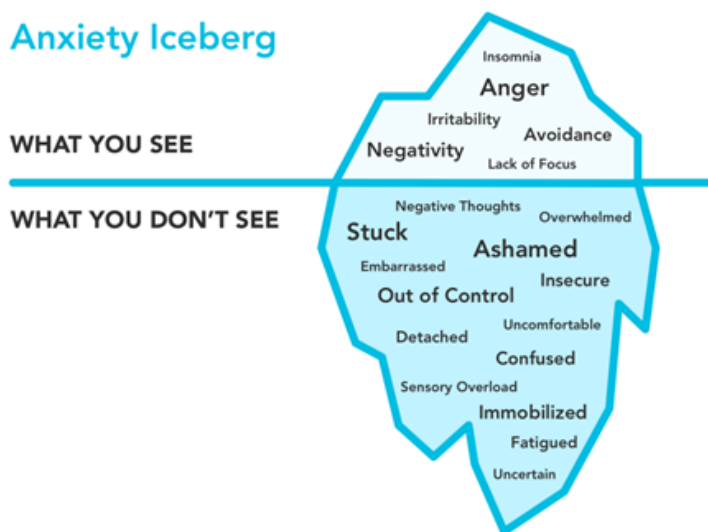 Anxiety Iceberg
WHAT YOU SEE
Insomnia
Anger
Irritability
Avoidance
Negativity
Lack of Focus
WHAT YOU DON'T SEE
Negative Thoughts
Overwhelmed
Stuck
Ashamed
Embarrassed
Insecure
Out of Control
Uncomfortable
Detached
Confused
Sensory Overload
Immobilized
Fatigued
Uncertain